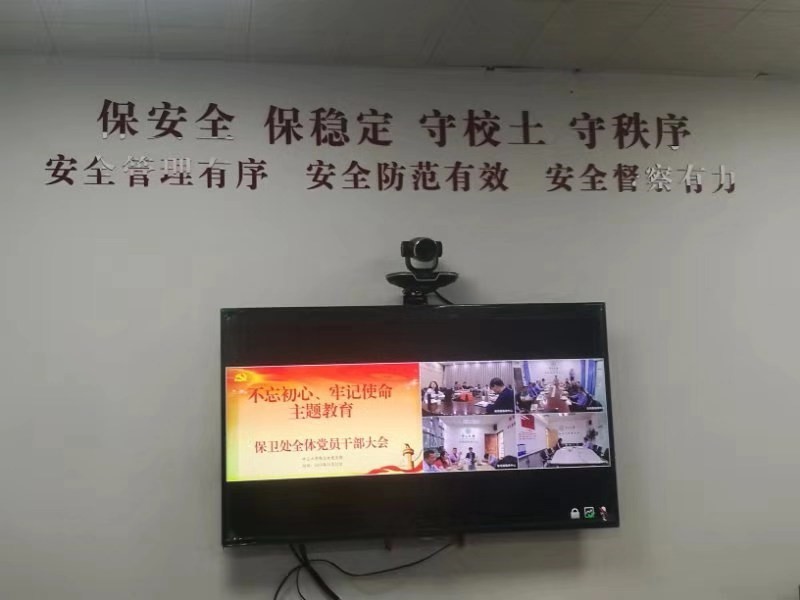 保安全 保稳定 守校土 守秩序
安全管理有序 安全防范有效 安全督察有力
不忘初心、牢记使命
主题教育
保卫处全体党员干部大会